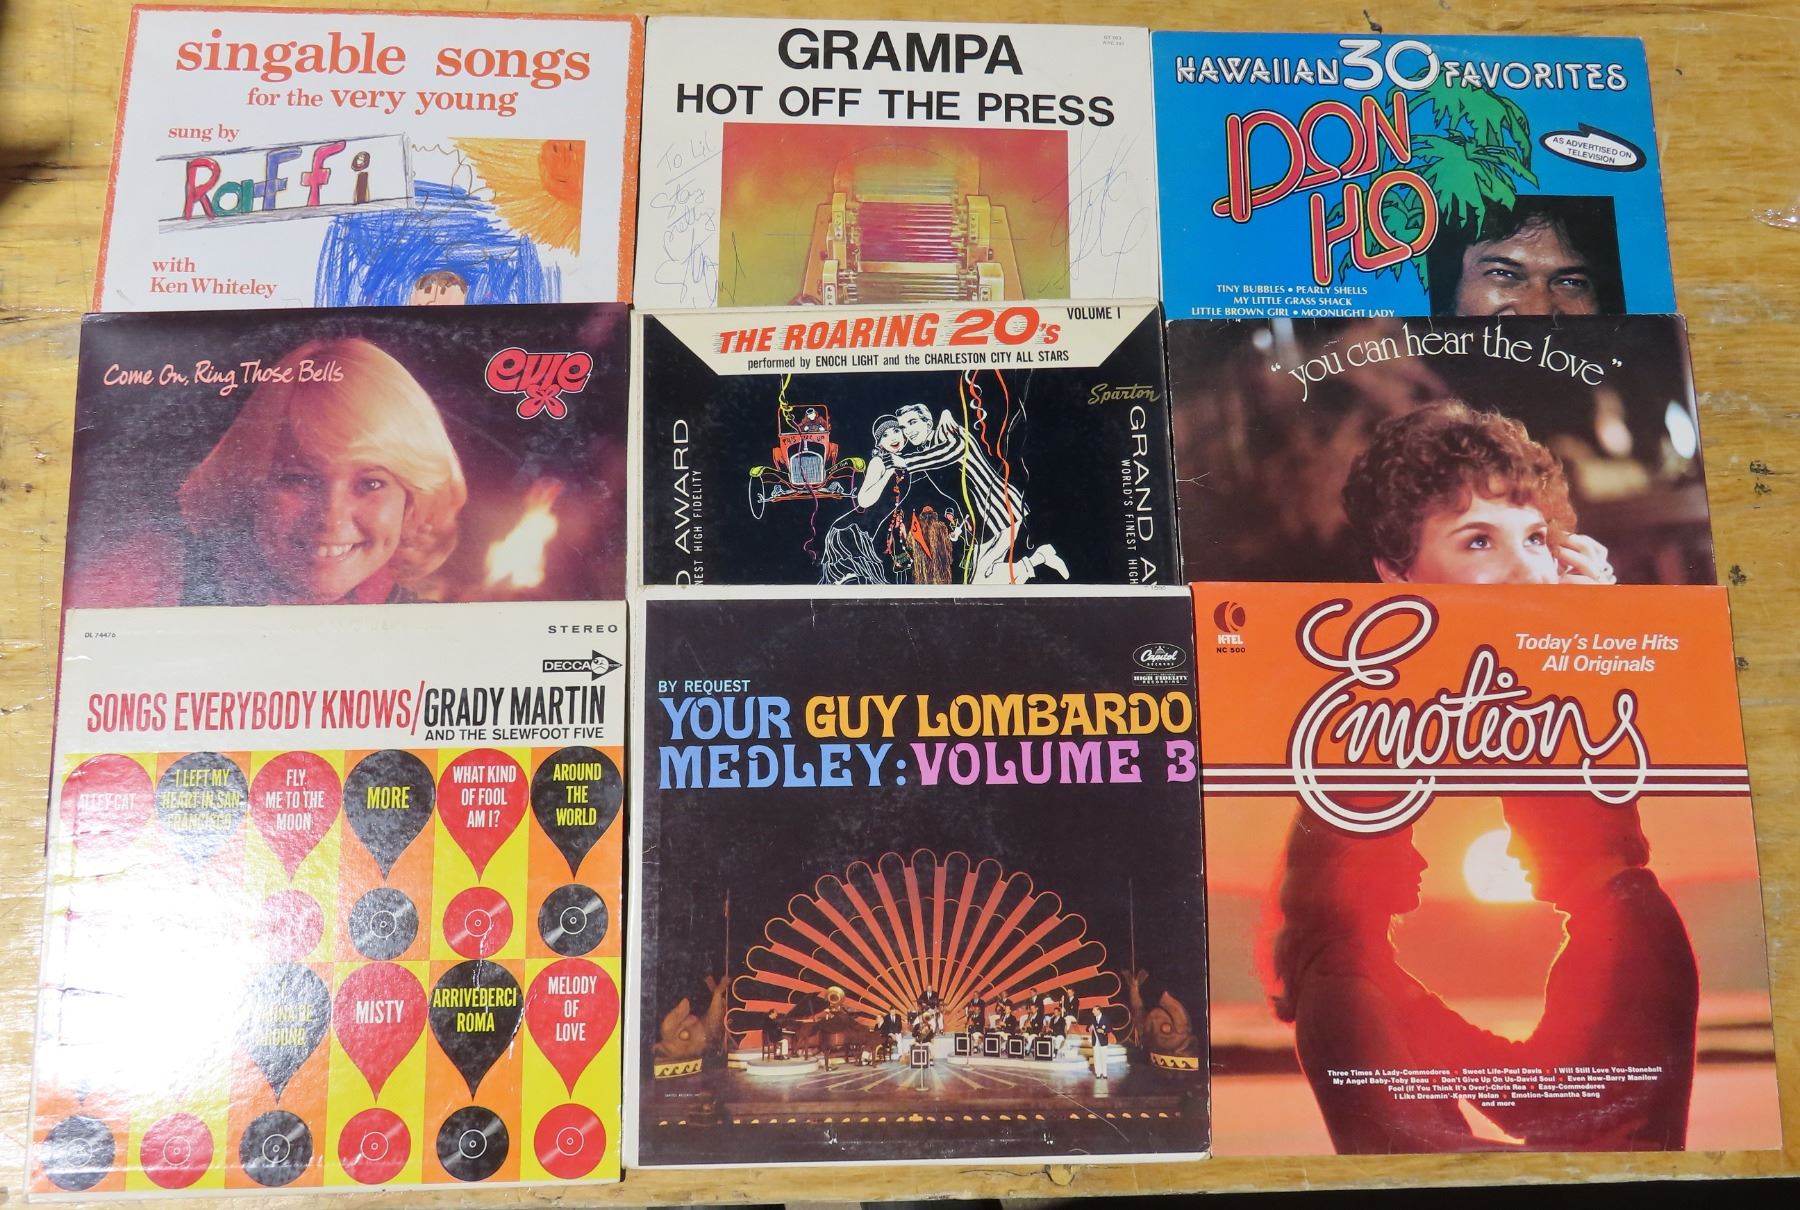 singable songs
for the very young
sung by
Raffi
with
Ken Whiteley
GRAMPA
HOT OFF THE PRESS
To Lil'
Stay
pretty
HAWAIIAN 30 FAVORITES
DON
HO
AS ADVERTISED ON
TELEVISION
TINY BUBBLES • PEARLY SHELLS
MY LITTLE GRASS SHACK
LITTLE BROWN GIRL • MOONLIGHT LADY
Come On, Ring Those Bells
evie
THE ROARING 20's
VOLUME 1
performed by ENOCH LIGHT and the CHARLESTON CITY ALL STARS
Sparton
D AWARD
NEST HIGH FIDELITY
GRAND A
WORLD'S FINEST HIGH
"you can hear the love"
DL 74476
STEREO
DECCA
SONGS EVERYBODY KNOWS/GRADY MARTIN
AND THE SLEWFOOT FIVE
ALLEY CAT
I LEFT MY
HEART IN SAN
FRANCISCO
FLY
ME TO THE
MOON
MORE
WHAT KIND
OF FOOL
AM I?
AROUND
THE
WORLD
MISTY
ARRIVEDERCI
ROMA
MELODY
OF
LOVE
Capitol
RECORDS
HIGH FIDELITY
RECORDING
BY REQUEST
YOUR GUY LOMBARDO
MEDLEY: VOLUME 3
K-TEL
NC 500
Today's Love Hits
All Originals
Emotions
Three Times A Lady-Commodores • Sweet Life-Paul Davis • I Will Still Love You-Stonebolt
My Angel Baby-Toby Beau • Don't Give Up On Us-David Soul • Even Now-Barry Manilow
Fool (If You Think It's Over)-Chris Rea • Easy-Commodores
I Like Dreamin'-Kenny Nolan • Emotion-Samantha Sang
and more